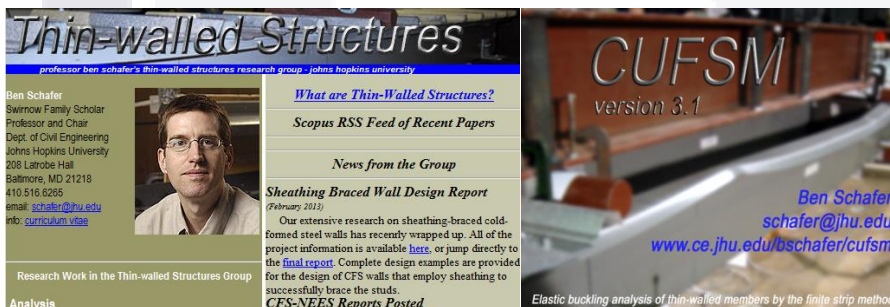 Thin-walled Structures
professor ben schafer's thin-walled structures research group - johns hopkins university
Ben Schafer
Swirnow Family Scholar
Professor and Chair
Dept. of Civil Engineering
Johns Hopkins University
208 Latrobe Hall
Baltimore, MD 21218
410.516.6265
email: schafer@jhu.edu
info: curriculum vitae
Research Work in the Thin-walled Structures Group
Analysis
What are Thin-Walled Structures?
Scopus RSS Feed of Recent Papers
News from the Group
Sheathing Braced Wall Design Report
(February 2013)
Our extensive research on sheathing-braced cold-
formed steel walls has recenrly wrapped up. All of the
project information is available here, or jump directly to
the final report. Complete design examples are provided
for the design of CFS walls that employ sheathing to
successfully brace the studs.
CFS-NEES Reports Posted
CUFSM
version 3.1
Ben Schafer
schafer@jhu.edu
www.ce.jhu.edu/bschafer/cufsm
Elastic buckling analysis of thin-walled members by the finite strip method